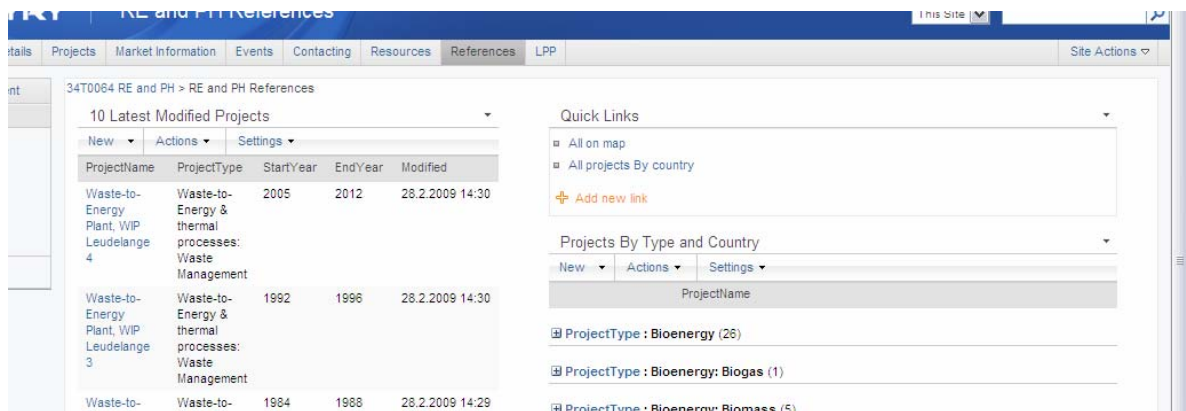 RE and PH References
This Site
Projects Market Information Events Contacting Resources References LPP Site Actions
34T0064 RE and PH > RE and PH References
10 Latest Modified Projects
New Actions Settings
ProjectName ProjectType StartYear EndYear Modified
Waste-to- Waste-to- 2005 2012 28.2.2009 14:30
Energy Energy &
Plant, WIP thermal
Leudelange processes:
4 Waste
Management
Waste-to- Waste-to- 1992 1996 28.2.2009 14:30
Energy Energy &
Plant, WIP thermal
Leudelange processes:
3 Waste
Management
Waste-to- Waste-to- 1984 1988 28.2.2009 14:29
Quick Links
All on map
All projects By country
Add new link
Projects By Type and Country
New Actions Settings
ProjectName
ProjectType : Bioenergy (26)
ProjectType : Bioenergy: Biogas (1)
ProjectType : Bioenergy: Biomass (5)